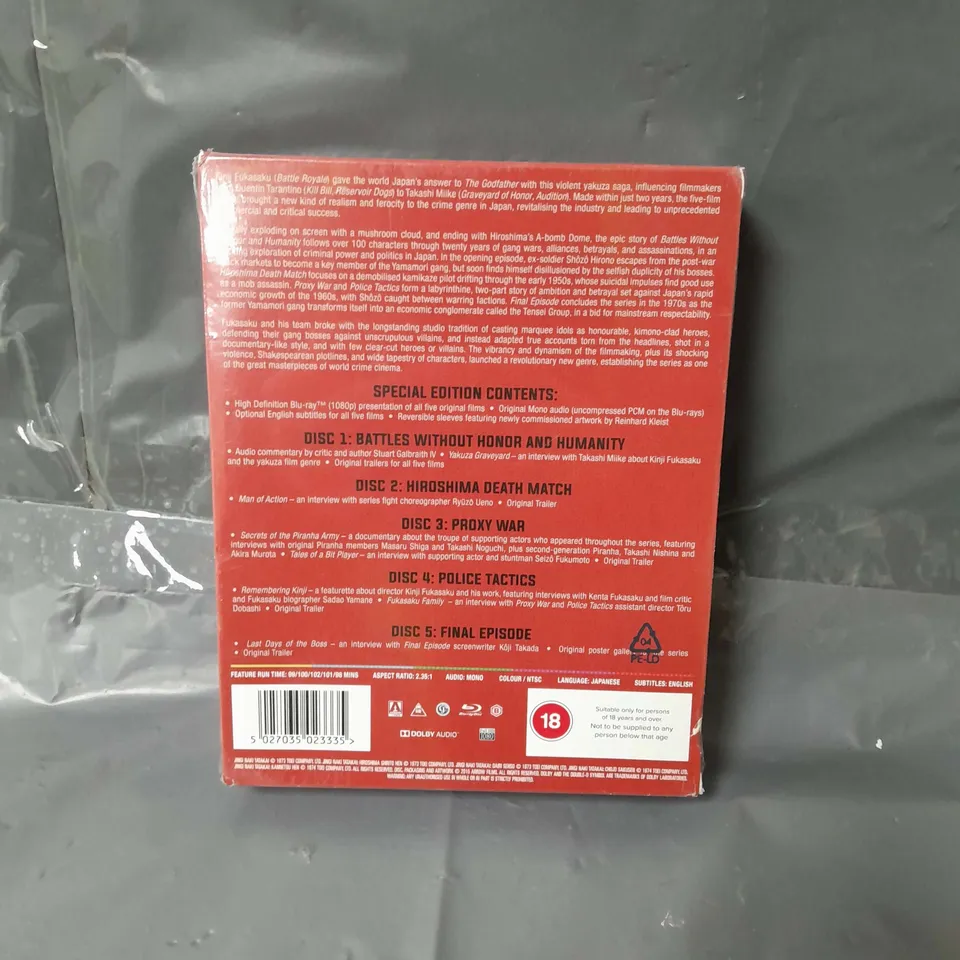 Fukasaku (Battle Royale) gave the world Japan's answer to The Godfather with this violent yakuza saga, influencing filmmakers
Quentin Tarantino (Kill Bill, Reservoir Dogs) to Takashi Miike (Graveyard of Honor, Audition). Made within just two years, the five-film
brought a new kind of realism and ferocity to the crime genre in Japan, revitalising the industry and leading to unprecedented
and critical success.
exploding on screen with a mushroom cloud, and ending with Hiroshima's A-bomb Dome, the epic story of Battles Without
and Humanity follows over 100 characters through twenty years of gang wars, alliances, betrayals, and assassinations, in an
exploration of criminal power and politics in Japan. In the opening episode, ex-soldier Shōzō Hirono escapes from the post-war
markets to become a key member of the Yamamori gang, but soon finds himself disillusioned by the selfish duplicity of his bosses.
Hiroshima Death Match focuses on a demobilised kamikaze pilot drifting through the early 1950s, whose suicidal impulses find good use
as a mob assassin. Proxy War and Police Tactics form a labyrinthine, two-part story of ambition and betrayal set against Japan's rapid
economic growth of the 1960s, with Shōzō caught between warring factions. Final Episode concludes the series in the 1970s as the
former Yamamori gang transforms itself into an economic conglomerate called the Tensei Group, in a bid for mainstream respectability.
Fukasaku and his team broke with the longstanding studio tradition of casting marquee idols as honourable, kimono-clad heroes,
defending their gang bosses against unscrupulous villains, and instead adapted true accounts torn from the headlines, shot in a
documentary-like style, and with few clear-cut heroes or villains. The vibrancy and dynamism of the filmmaking, plus its shocking
violence, Shakespearean plotlines, and wide tapestry of characters, launched a revolutionary new genre, establishing the series as one
of the great masterpieces of world crime cinema.
SPECIAL EDITION CONTENTS:
• High Definition Blu-ray™ (1080p) presentation of all five original films • Original Mono audio (uncompressed PCM on the Blu-rays)
• Optional English subtitles for all five films • Reversible sleeves featuring newly commissioned artwork by Reinhard Kleist
DISC 1: BATTLES WITHOUT HONOR AND HUMANITY
• Audio commentary by critic and author Stuart Galbraith IV • Yakuza Graveyard – an interview with Takashi Miike about Kinji Fukasaku
and the yakuza film genre • Original trailers for all five films
DISC 2: HIROSHIMA DEATH MATCH
• Man of Action – an interview with series fight choreographer Ryūzō Ueno • Original Trailer
DISC 3: PROXY WAR
• Secrets of the Piranha Army – a documentary about the troupe of supporting actors who appeared throughout the series, featuring
interviews with original Piranha members Masaru Shiga and Takashi Noguchi, plus second-generation Piranha, Takashi Nishina and
Akira Murota • Tales of a Bit Player – an interview with supporting actor and stuntman Seizō Fukumoto • Original Trailer
DISC 4: POLICE TACTICS
• Remembering Kinji – a featurette about director Kinji Fukasaku and his work, featuring interviews with Kenta Fukasaku and film critic
and Fukasaku biographer Sadao Yamane • Fukasaku Family – an interview with Proxy War and Police Tactics assistant director Tōru
Dobashi • Original Trailer
DISC 5: FINAL EPISODE
• Last Days of the Boss – an interview with Final Episode screenwriter Kōji Takada • Original poster series
• Original Trailer
04
PE-LD
FEATURE RUN TIME: 99/100/102/101/98 MINS ASPECT RATIO: 2.35:1 AUDIO: MONO COLOUR / NTSC LANGUAGE: JAPANESE SUBTITLES: ENGLISH
5 027035 023335 >
Blu-ray Disc
B
DOLBY AUDIO
18
Suitable only for persons
of 18 years and over.
Not to be supplied to any
person below that age
WARNING: ANY UNAUTHORISED USE IN WHOLE OR IN PART IS STRICTLY PROHIBITED.